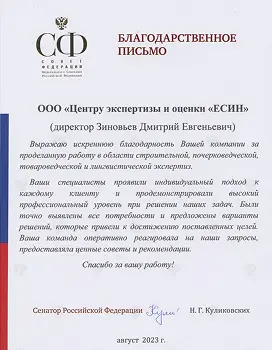 БЛАГОДАРСТВЕННОЕ
ПИСЬМО
СФ
СОВЕТ
ФЕДЕРАЦИИ
Федерального Собрания
Российской Федерации
ООО «Центру экспертизы и оценки «ЕСИН»
(директор Зиновьев Дмитрий Евгеньевич)
Выражаю искреннюю благодарность Вашей компании за
проделанную работу в области строительной, почерковедческой,
товароведческой и лингвистической экспертиз.
Ваши специалисты проявили индивидуальный подход к
каждому клиенту и продемонстрировали высокий
профессиональный уровень при решении наших задач. Были
точно выявлены все потребности и предложены варианты
решений, которые привели к достижению поставленных целей.
Ваша команда оперативно реагировала на наши запросы,
предоставляла ценные советы и рекомендации.
Спасибо за вашу работу!
Сенатор Российской Федерации
Н. Г. Куликовских
август 2023 г.